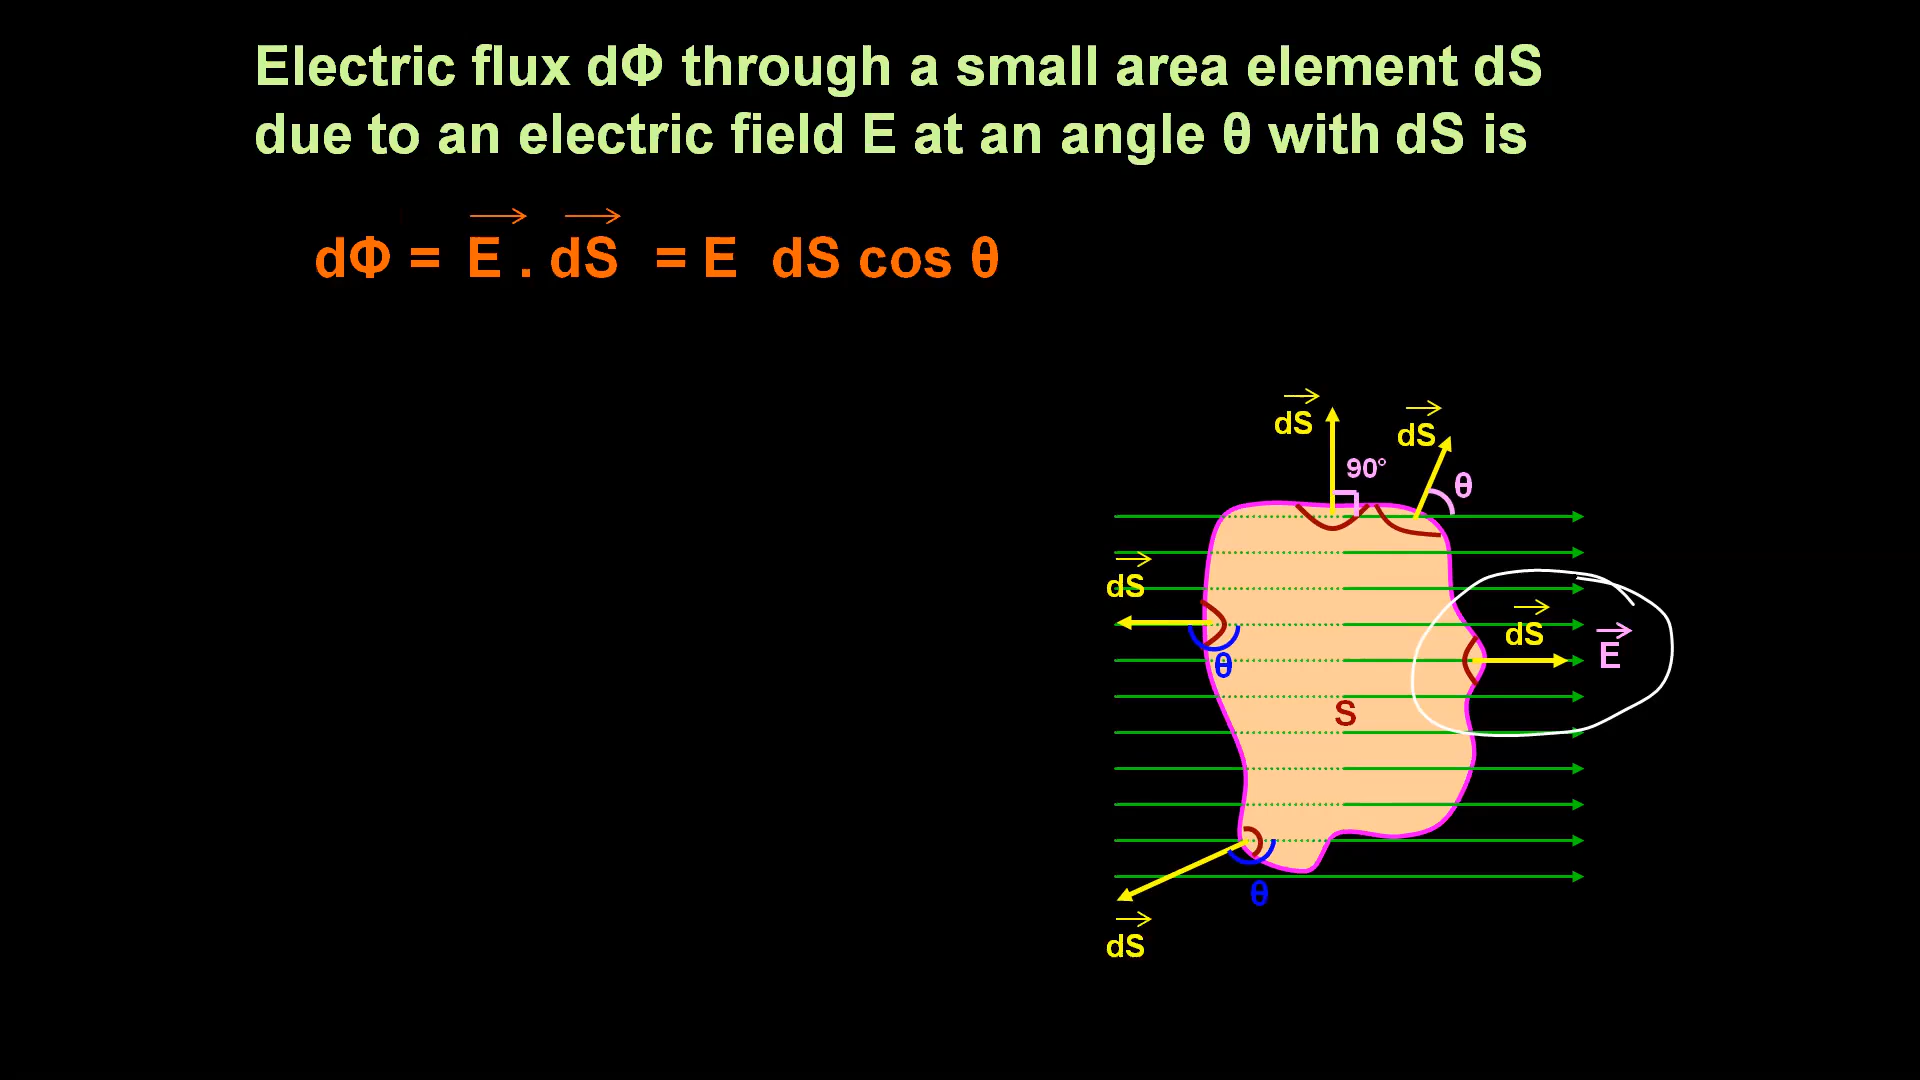 Electric flux dΦ through a small area element dS
due to an electric field E at an angle θ with dS is
dΦ = E . dS = E dS cos θ
dS
dS
90°
θ
dS
dS
E
θ
S
θ
dS